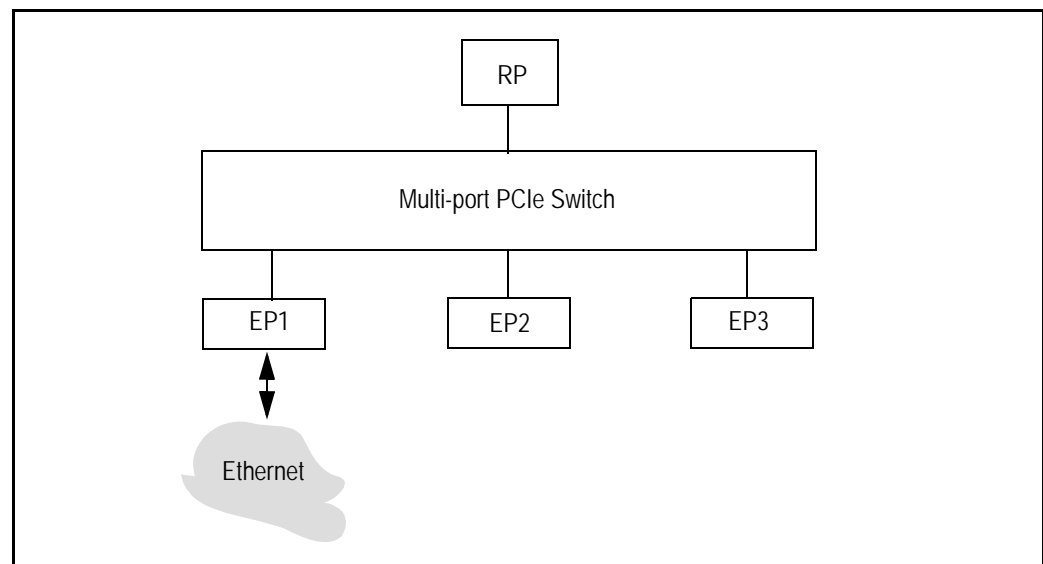 RP
Multi-port PCIe Switch
EP1
EP2
EP3
Ethernet